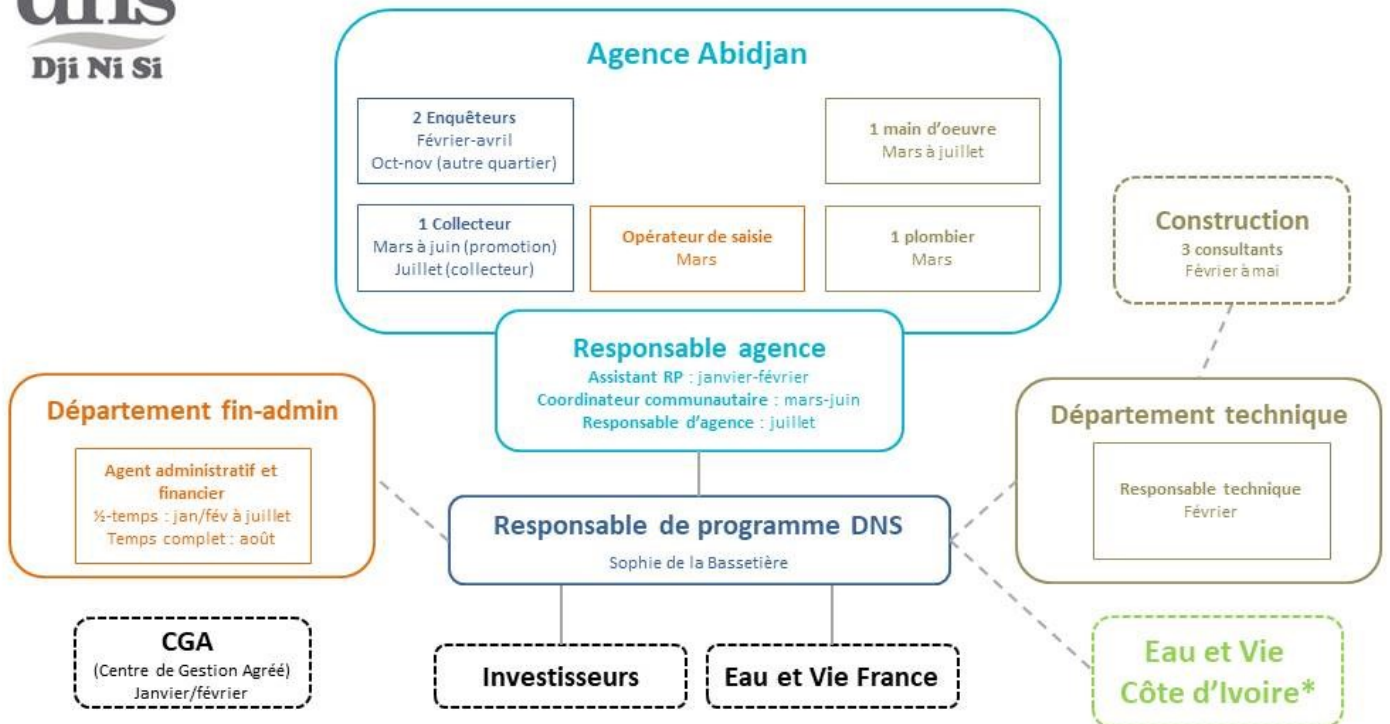 dns
Dji Ni Si
Agence Abidjan
2 Enquêteurs
Février-avril
Oct-nov (autre quartier)
1 main d'oeuvre
Mars à juillet
1 Collecteur
Mars à juin (promotion)
Juillet (collecteur)
Opérateur de saisie
Mars
1 plombier
Mars
Construction
3 consultants
Février à mai
Responsable agence
Assistant RP : janvier-février
Coordinateur communautaire : mars-juin
Responsable d'agence : juillet
Département fin-admin
Agent administratif et
financier
½-temps : jan/fév à juillet
Temps complet : août
Département technique
Responsable technique
Février
Responsable de programme DNS
Sophie de la Bassetière
CGA
(Centre de Gestion Agréé)
Janvier/février
Investisseurs
Eau et Vie France
Eau et Vie
Côte d'Ivoire*